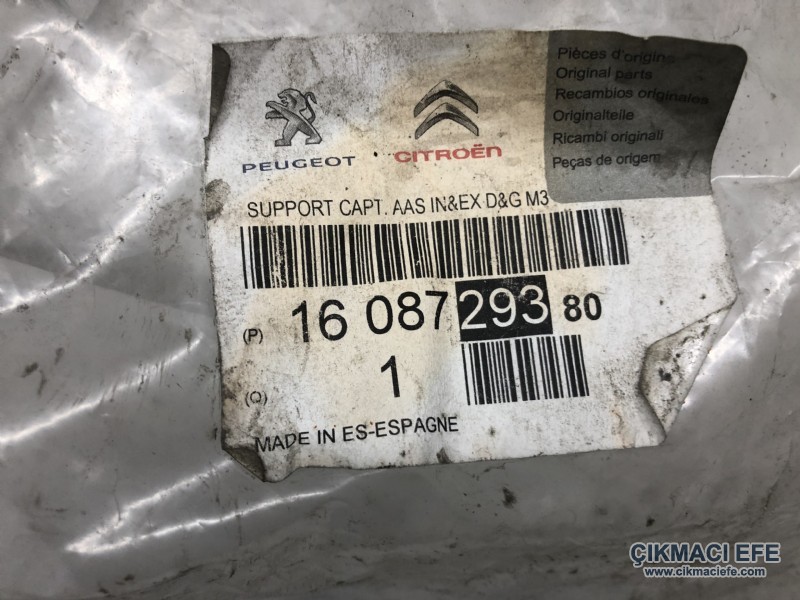 PEUGEOT
CITROËN
Pièces d'origine
Original parts
Recambios originales
Originalteile
Ricambi originali
Peças de origem
SUPPORT CAPT. AAS IN&EX D&G M3
(P) 16 087 293 80
(Q) 1
MADE IN ES-ESPAGNE
ÇIKMACI EFE
www.cikmaciefe.com